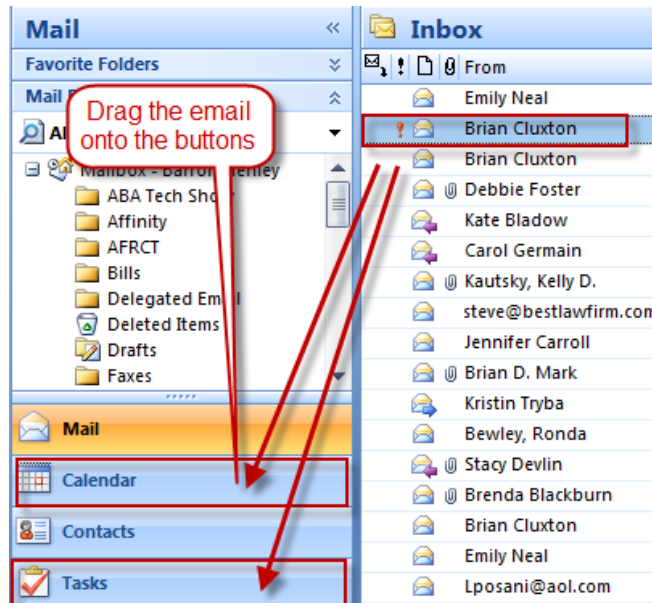 Mail
Favorite Folders
Mail
Drag the email
onto the buttons
Mailbox - Barron Henley
ABA Tech Show
Affinity
AFRCT
Bills
Delegated Email
Deleted Items
Drafts
Faxes
Mail
Calendar
Contacts
Tasks
Inbox
From
Emily Neal
Brian Cluxton
Brian Cluxton
Debbie Foster
Kate Bladow
Carol Germain
Kautsky, Kelly D.
steve@bestlawfirm.com
Jennifer Carroll
Brian D. Mark
Kristin Tryba
Bewley, Ronda
Stacy Devlin
Brenda Blackburn
Brian Cluxton
Emily Neal
Lposani@aol.com